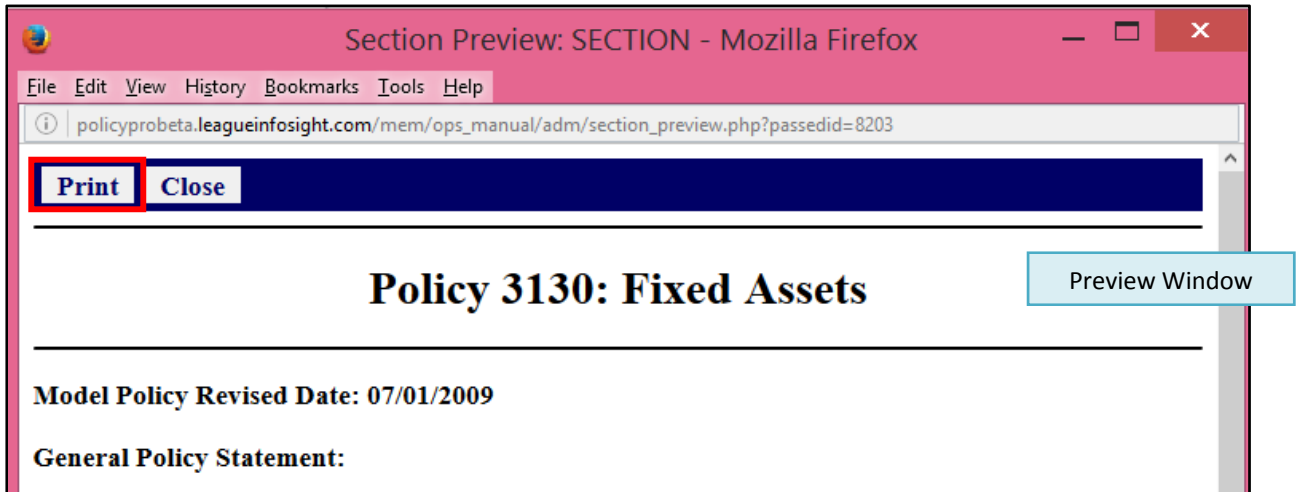 Section Preview: SECTION - Mozilla Firefox
File Edit View History Bookmarks Tools Help
policyprobeta.leagueinfosight.com/mem/ops_manual/adm/section_preview.php?passedid=8203
Print Close
Policy 3130: Fixed Assets
Preview Window
Model Policy Revised Date: 07/01/2009
General Policy Statement: